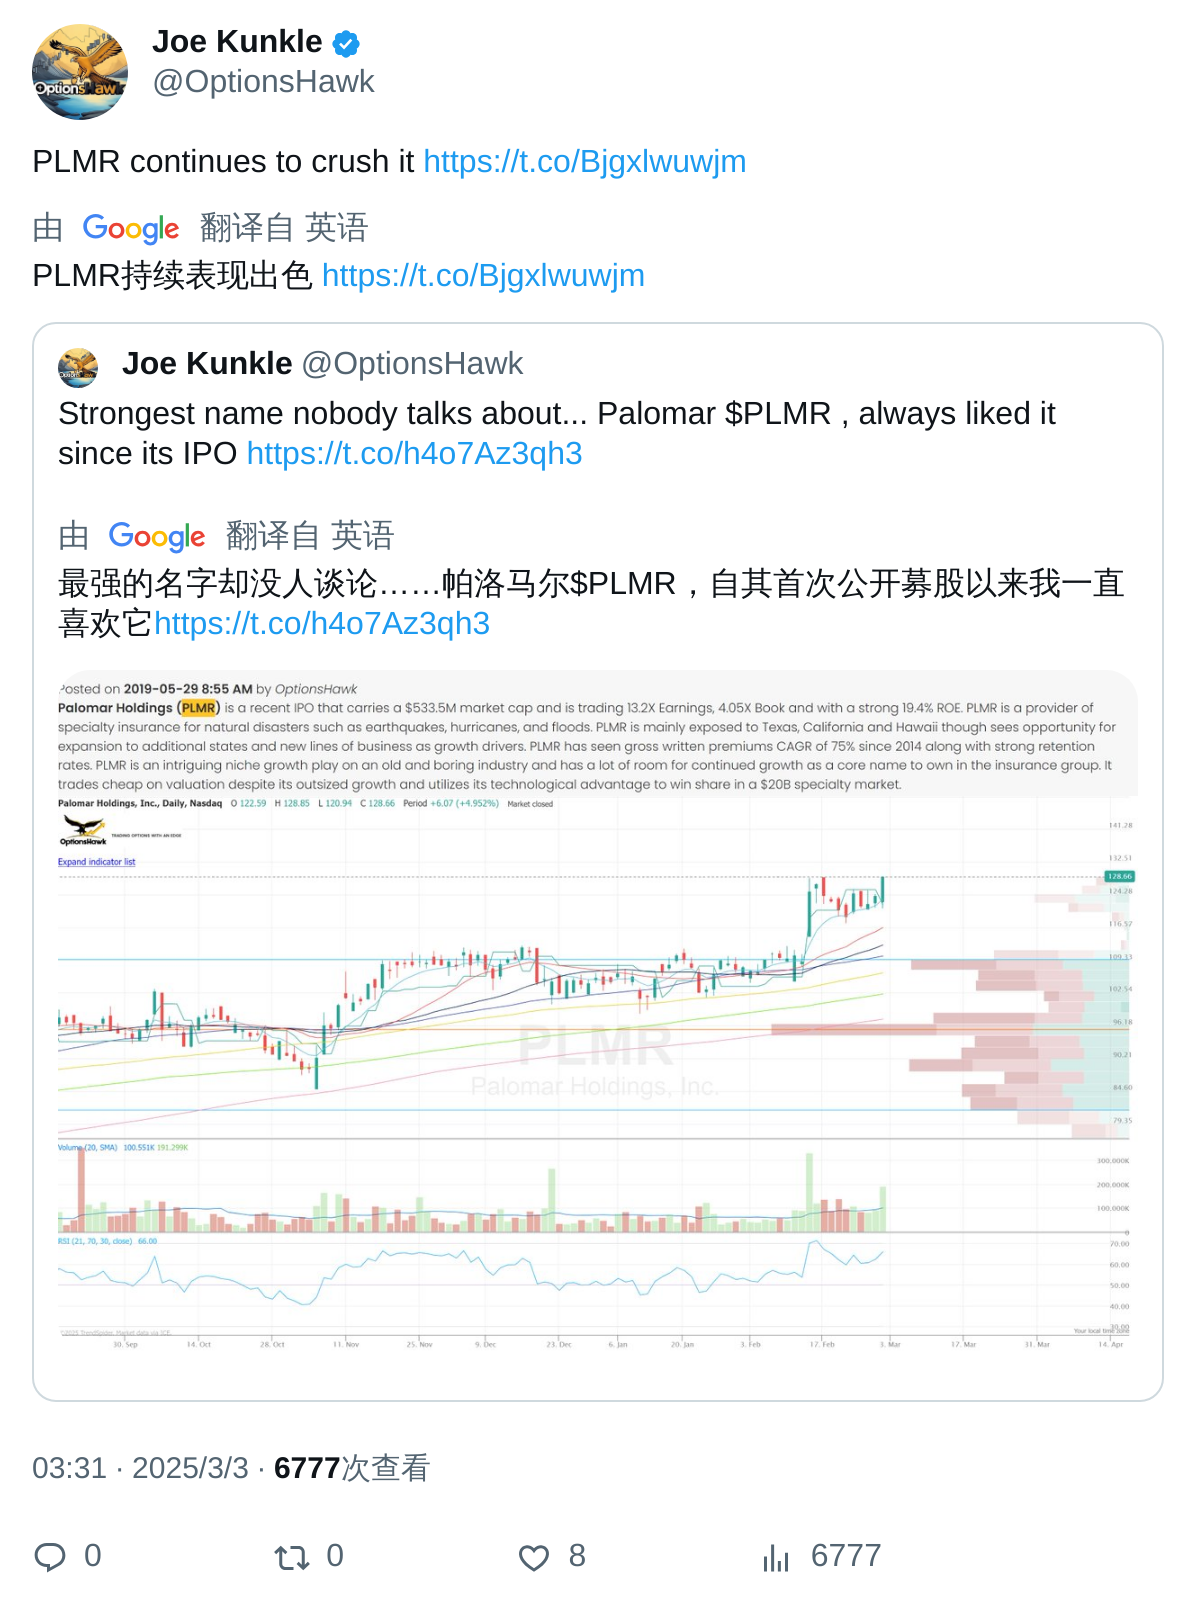 Joe Kunkle
@OptionsHawk
PLMR continues to crush it https://t.co/Bjgxlwuwjm
由 Google 翻译自 英语
PLMR持续表现出色 https://t.co/Bjgxlwuwjm
Joe Kunkle @OptionsHawk
Strongest name nobody talks about... Palomar $PLMR , always liked it
since its IPO https://t.co/h4o7Az3qh3
由 Google 翻译自 英语
最强的名字却没人谈论……帕洛马尔$PLMR，自其首次公开募股以来我一直
喜欢它https://t.co/h4o7Az3qh3
Posted on 2019-05-29 8:55 AM by OptionsHawk
Palomar Holdings (PLMR) is a recent IPO that carries a $533.5M market cap and is trading 13.2X Earnings, 4.05X Book and with a strong 19.4% ROE. PLMR is a provider of
specialty insurance for natural disasters such as earthquakes, hurricanes, and floods. PLMR is mainly exposed to Texas, California and Hawaii though sees opportunity for
expansion to additional states and new lines of business as growth drivers. PLMR has seen gross written premiums CAGR of 75% since 2014 along with strong retention
rates. PLMR is an intriguing niche growth play on an old and boring industry and has a lot of room for continued growth as a core name to own in the insurance group. It
trades cheap on valuation despite its outsized growth and utilizes its technological advantage to win share in a $20B specialty market.
Palomar Holdings, Inc., Daily, Nasdaq O 122.59 H 128.85 L 120.94 C 128.66 Period +6.07 (+4.952%) Market closed
OptionsHawk TRADING OPTIONS WITH AN EDGE
Expand indicator list
141.28
132.51
128.66
124.28
116.57
109.33
102.54
96.18
90.21
84.60
79.35
PLMR
Palomar Holdings, Inc.
Volume (20, SMA) 100.551K 191.299K
300.000K
200.000K
100.000K
0
RSI (21, 70, 30, close) 66.00
70.00
60.00
50.00
40.00
30.00
©2025 TrendSpider. Market data via ICE.
Your local time zone
30. Sep 14. Oct 28. Oct 11. Nov 25. Nov 9. Dec 23. Dec 6. Jan 20. Jan 3. Feb 17. Feb 3. Mar 17. Mar 31. Mar 14. Apr
03:31 · 2025/3/3 · 6777次查看
0 0 8 6777